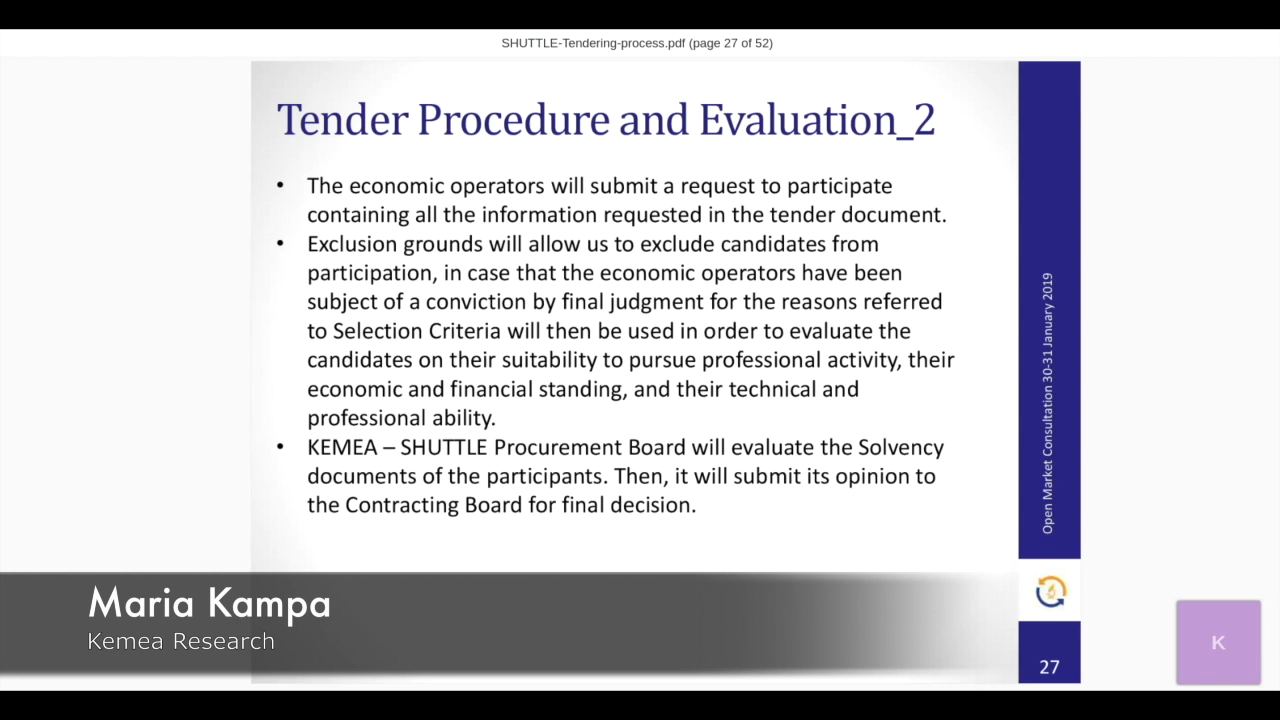 SHUTTLE-Tendering-process.pdf (page 27 of 52)
Tender Procedure and Evaluation_2
• The economic operators will submit a request to participate
containing all the information requested in the tender document.
• Exclusion grounds will allow us to exclude candidates from
participation, in case that the economic operators have been
subject of a conviction by final judgment for the reasons referred
to Selection Criteria will then be used in order to evaluate the
candidates on their suitability to pursue professional activity, their
economic and financial standing, and their technical and
professional ability.
• KEMEA – SHUTTLE Procurement Board will evaluate the Solvency
documents of the participants. Then, it will submit its opinion to
the Contracting Board for final decision.
Open Market Consultation 30-31 January 2019
27
Maria Kampa
Kemea Research
K